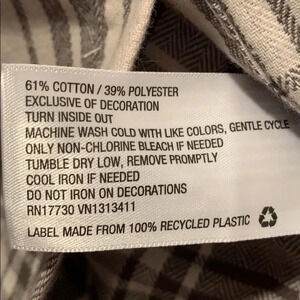 61% COTTON / 39% POLYESTER
EXCLUSIVE OF DECORATION
TURN INSIDE OUT
MACHINE WASH COLD WITH LIKE COLORS, GENTLE CYCLE
ONLY NON-CHLORINE BLEACH IF NEEDED
TUMBLE DRY LOW, REMOVE PROMPTLY
COOL IRON IF NEEDED
DO NOT IRON ON DECORATIONS
RN17730 VN1313411
LABEL MADE FROM 100% RECYCLED PLASTIC